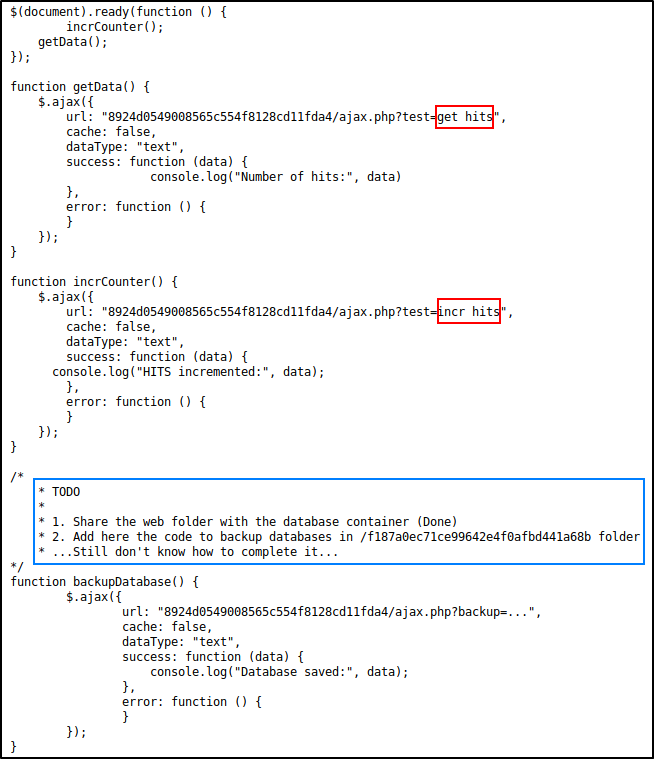 $(document).ready(function () {
incrCounter();
getData();
});
function getData() {
$.ajax({
url: "8924d0549008565c554f8128cd11fda4/ajax.php?test=get hits",
cache: false,
dataType: "text",
success: function (data) {
console.log("Number of hits:", data)
},
error: function () {
}
});
}
function incrCounter() {
$.ajax({
url: "8924d0549008565c554f8128cd11fda4/ajax.php?test=incr hits",
cache: false,
dataType: "text",
success: function (data) {
console.log("HITS incremented:", data);
},
error: function () {
}
});
}
/*
* TODO
*
* 1. Share the web folder with the database container (Done)
* 2. Add here the code to backup databases in /f187a0ec71ce99642e4f0afbd441a68b folder
* ...Still don't know how to complete it...
*/
function backupDatabase() {
$.ajax({
url: "8924d0549008565c554f8128cd11fda4/ajax.php?backup=...",
cache: false,
dataType: "text",
success: function (data) {
console.log("Database saved:", data);
},
error: function () {
}
});
}